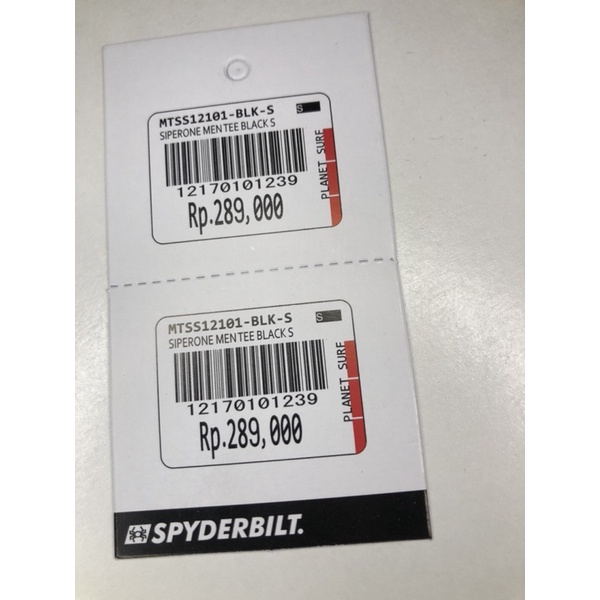 MTSS12101-BLK-S
S
SIPERONE MEN TEE BLACK S
12170101239
Rp.289,000
PLANET SURF
MTSS12101-BLK-S
S
SIPERONE MEN TEE BLACK S
12170101239
Rp.289,000
PLANET SURF
SPYDERBILT.